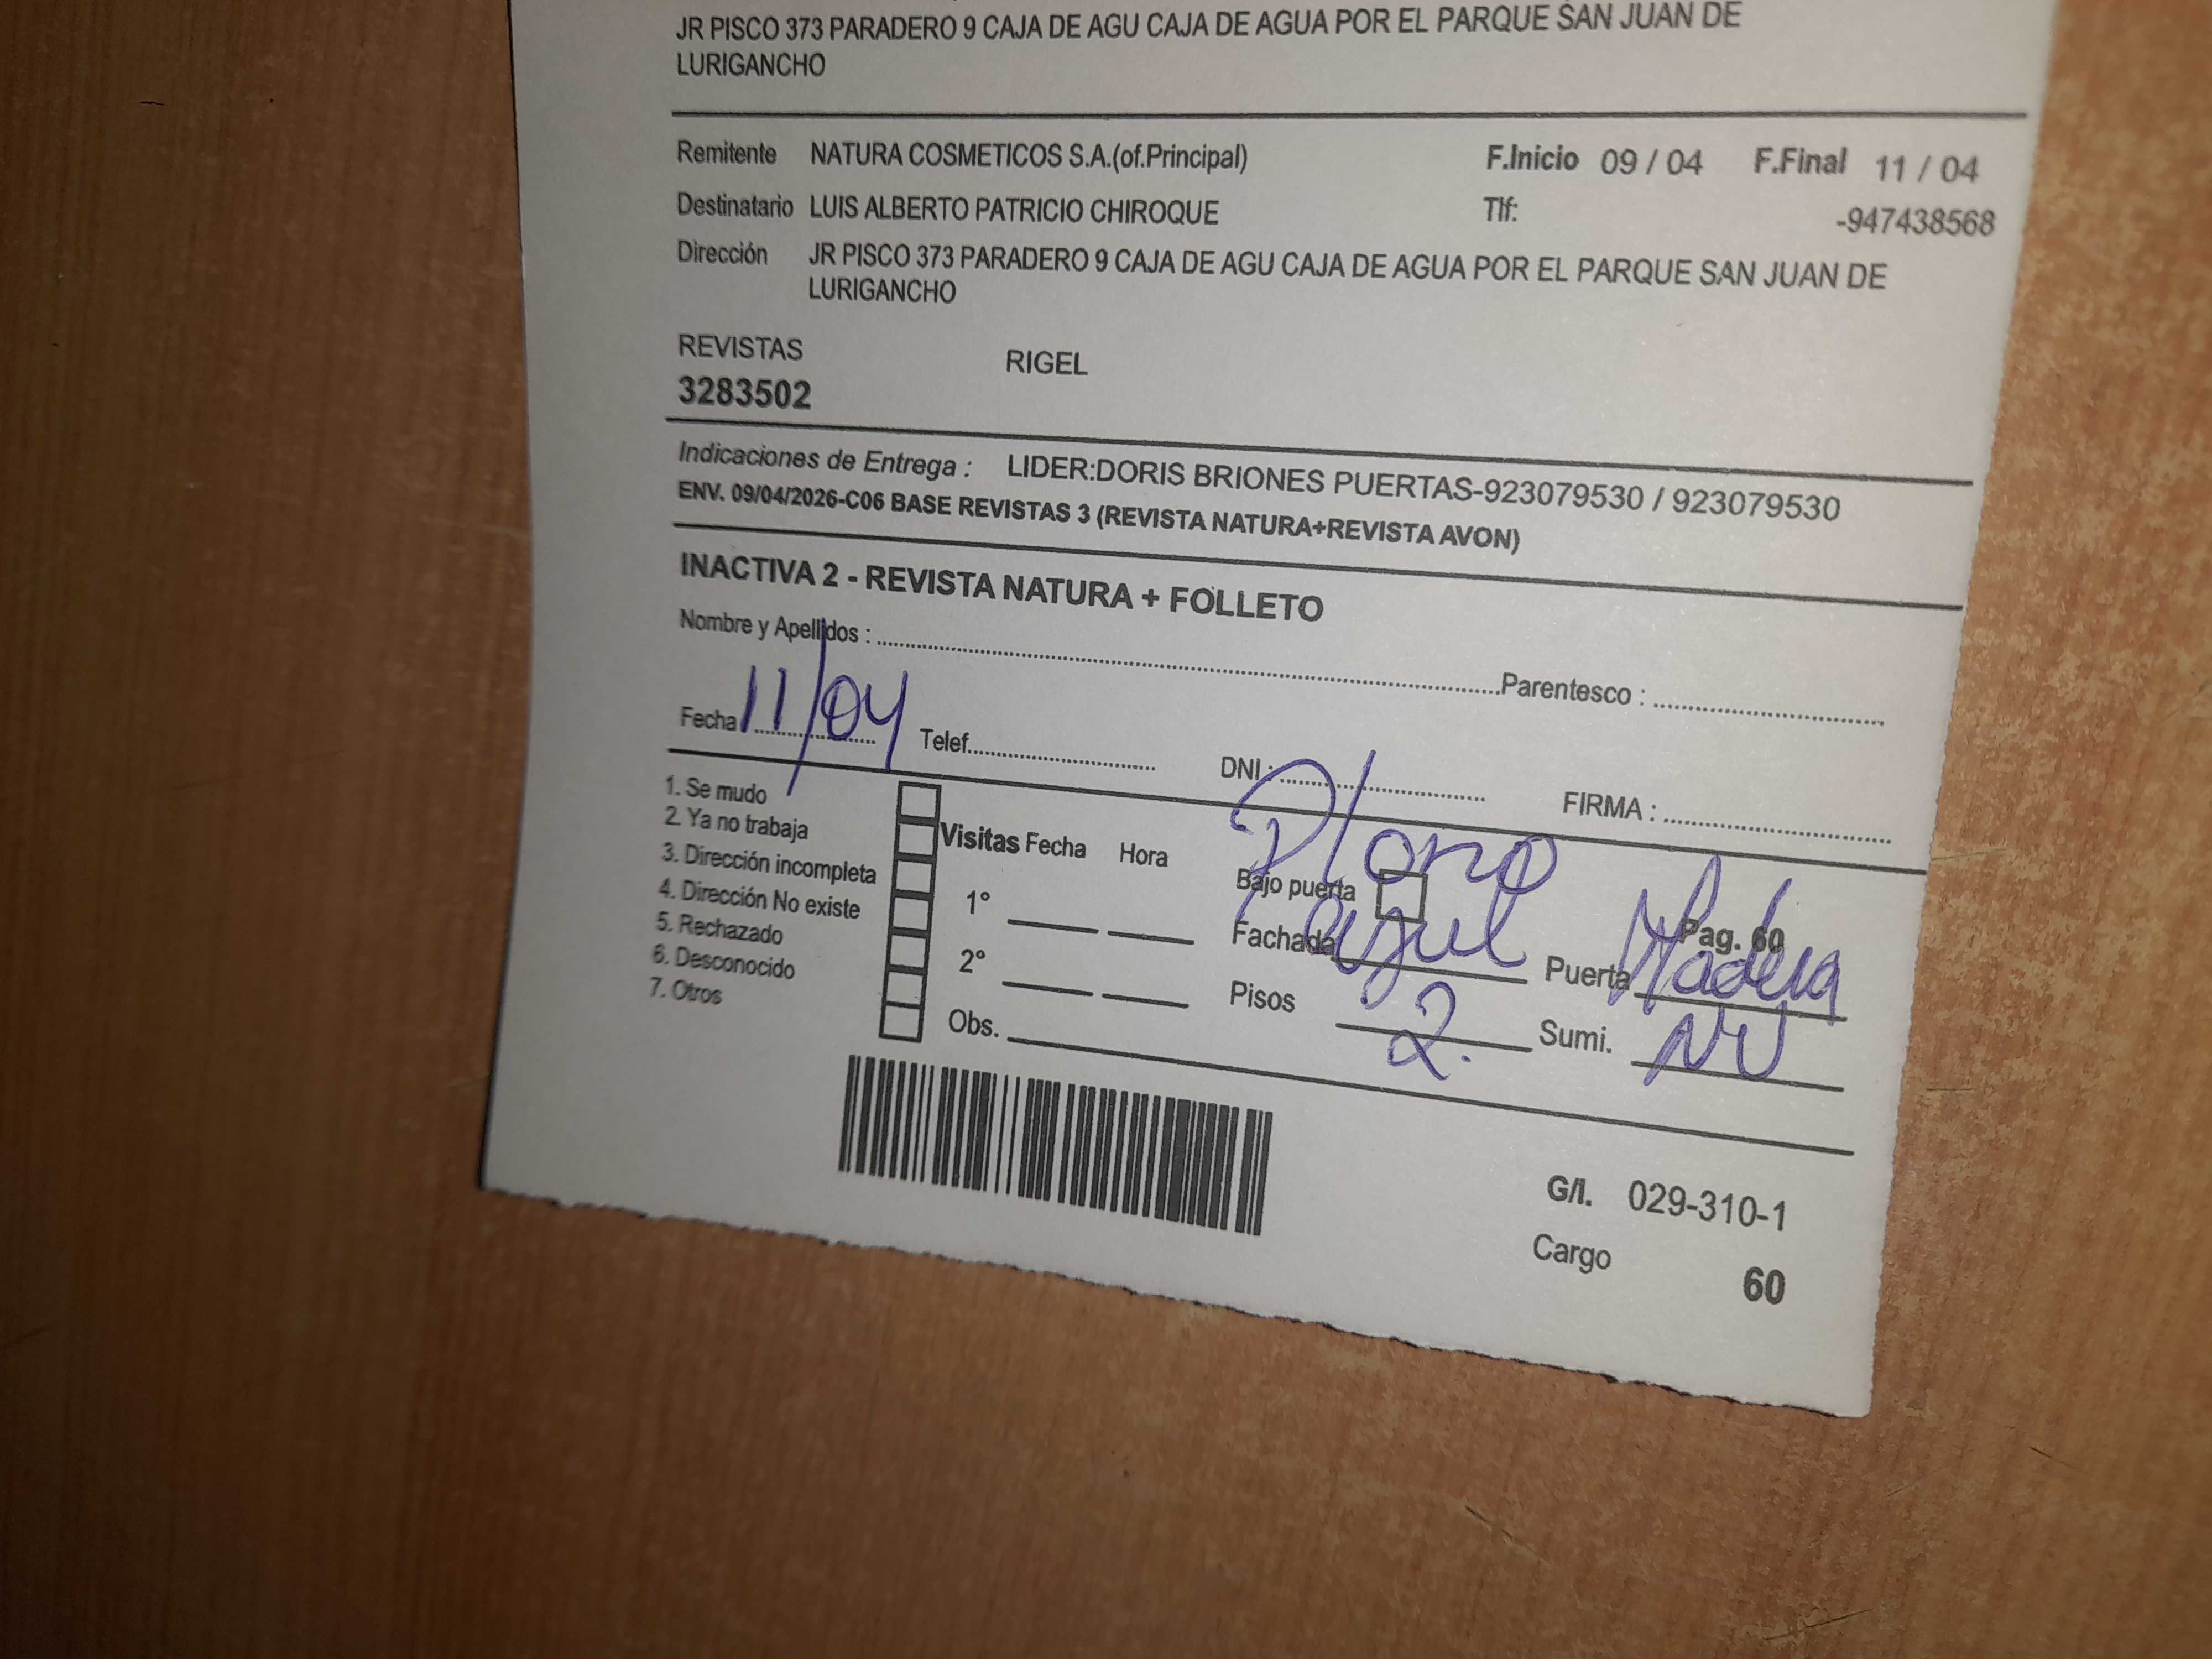 JR PISCO 373 PARADERO 9 CAJA DE AGU CAJA DE AGUA POR EL PARQUE SAN JUAN DE
LURIGANCHO
Remitente NATURA COSMETICOS S.A.(of.Principal) F.Inicio 09 / 04 F.Final 11 / 04
Destinatario LUIS ALBERTO PATRICIO CHIROQUE Tlf: -947438568
Dirección JR PISCO 373 PARADERO 9 CAJA DE AGU CAJA DE AGUA POR EL PARQUE SAN JUAN DE
LURIGANCHO
REVISTAS RIGEL
3283502
Indicaciones de Entrega : LIDER:DORIS BRIONES PUERTAS-923079530 / 923079530
ENV. 09/04/2026-C06 BASE REVISTAS 3 (REVISTA NATURA+REVISTA AVON)
INACTIVA 2 - REVISTA NATURA + FOLLETO
Nombre y Apellidos : Parentesco :
Fecha 11/04 Telef. DNI : FIRMA :
1. Se mudo
2. Ya no trabaja
3. Dirección incompleta
4. Dirección No existe
5. Rechazado
6. Desconocido
7. Otros
Visitas Fecha Hora
1°
2°
Obs.
Plomo
Bajo puerta Pag. 60
Fachada azul Puerta Madera
Pisos 2. Sumi. NV
G/I. 029-310-1
Cargo 60